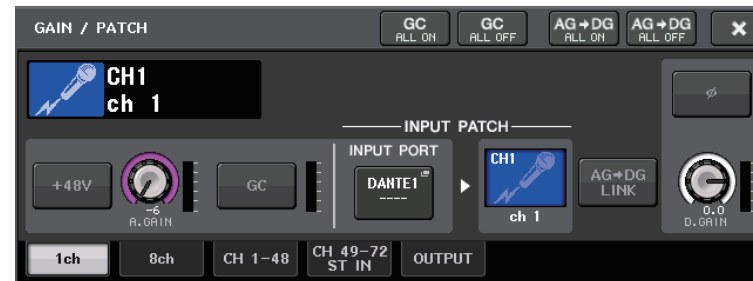 GAIN / PATCH
GC
ALL ON
GC
ALL OFF
AG→DG
ALL ON
AG→DG
ALL OFF
×
CH1
ch 1
INPUT PATCH
INPUT PORT
+48V
-6
A.GAIN
GC
DANTE1
----
CH1
ch 1
AG→DG
LINK
ø
0.0
D.GAIN
1ch
8ch
CH 1-48
CH 49-72
ST IN
OUTPUT